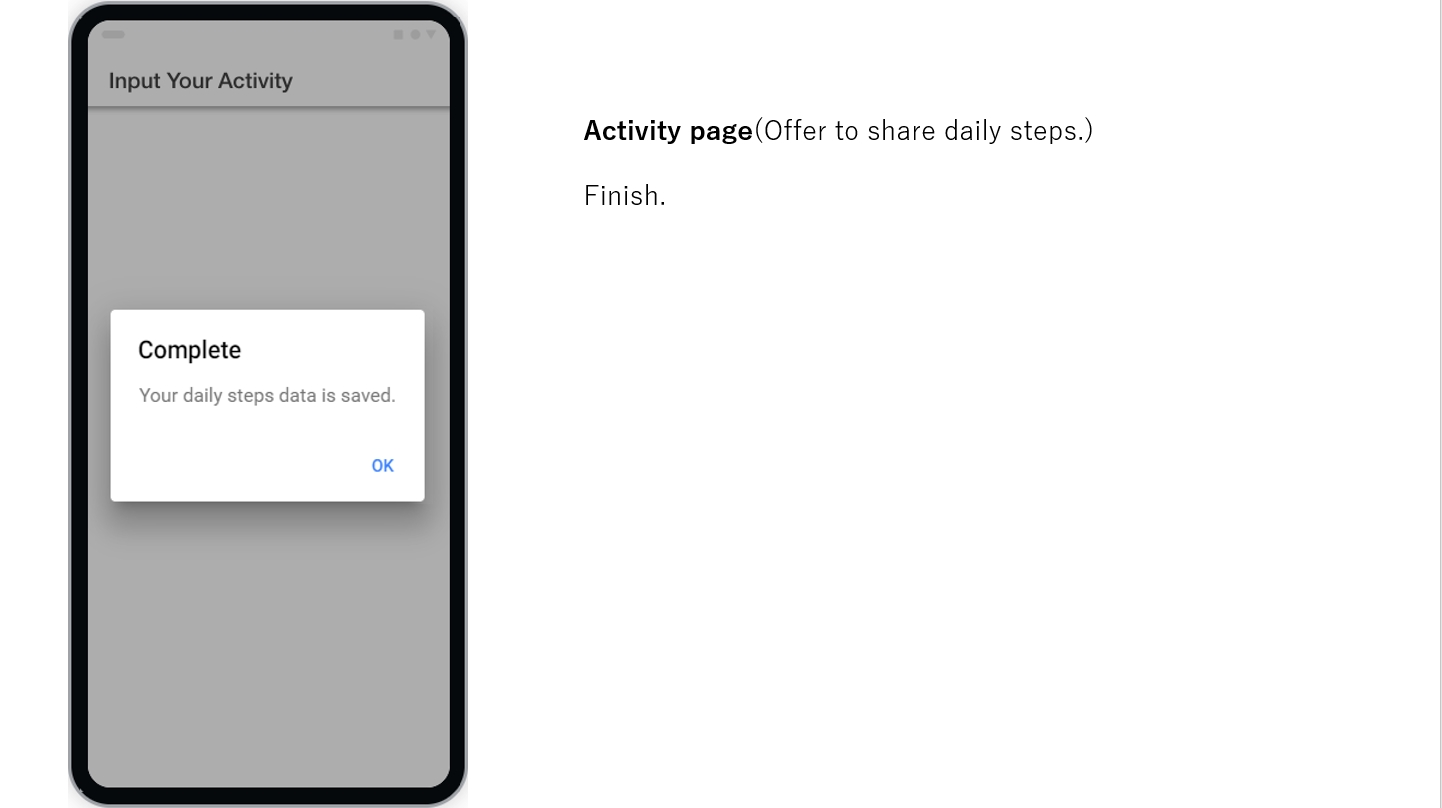 Input Your Activity
Complete
Your daily steps data is saved.
OK
Activity page(Offer to share daily steps.)
Finish.